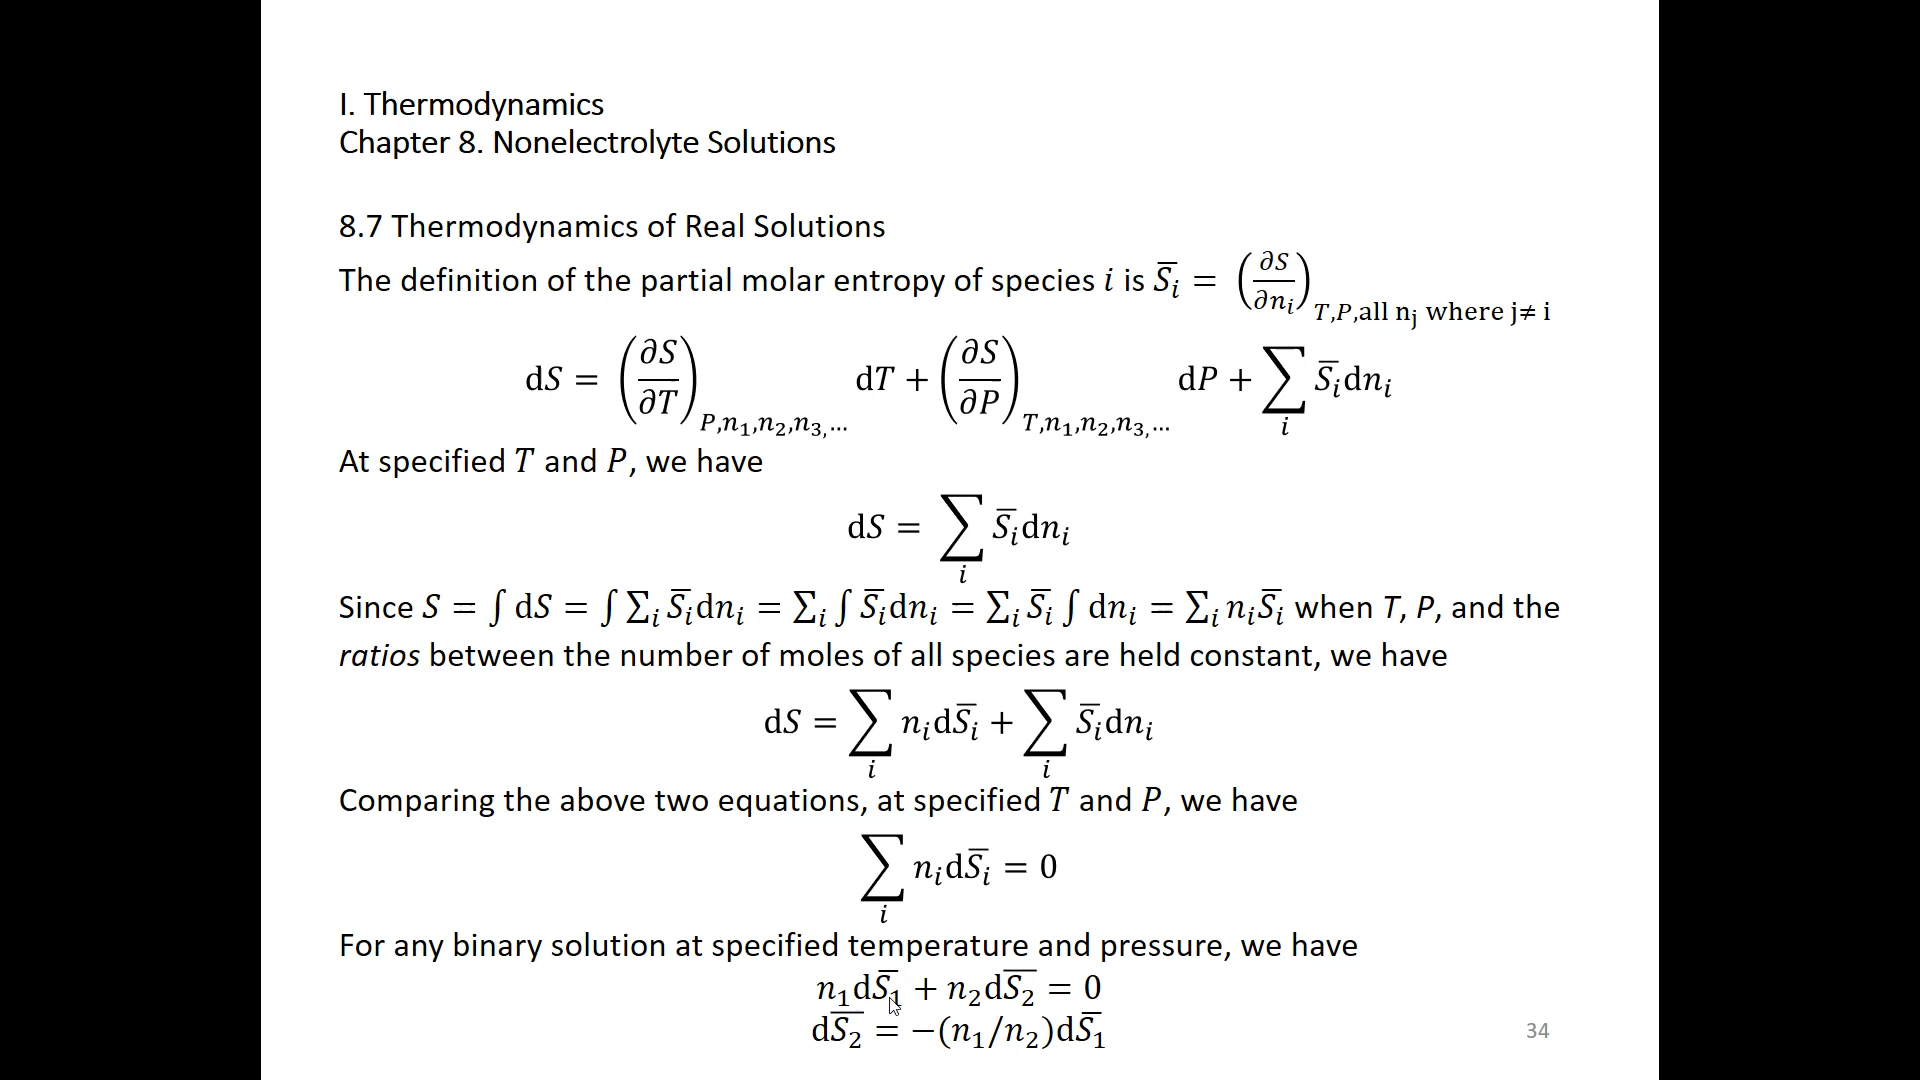 I. Thermodynamics
Chapter 8. Nonelectrolyte Solutions
8.7 Thermodynamics of Real Solutions
The definition of the partial molar entropy of species i is S̅ᵢ = (∂S/∂nᵢ)_T,P,all nⱼ where j≠ i
dS = (∂S/∂T)_P,n₁,n₂,n₃,… dT + (∂S/∂P)_T,n₁,n₂,n₃,… dP + ∑ᵢ S̅ᵢdnᵢ
At specified T and P, we have
dS = ∑ᵢ S̅ᵢdnᵢ
Since S = ∫ dS = ∫ ∑ᵢ S̅ᵢdnᵢ = ∑ᵢ ∫ S̅ᵢdnᵢ = ∑ᵢ S̅ᵢ ∫ dnᵢ = ∑ᵢ nᵢS̅ᵢ when T, P, and the
ratios between the number of moles of all species are held constant, we have
dS = ∑ᵢ nᵢdS̅ᵢ + ∑ᵢ S̅ᵢdnᵢ
Comparing the above two equations, at specified T and P, we have
∑ᵢ nᵢdS̅ᵢ = 0
For any binary solution at specified temperature and pressure, we have
n₁dS̅₁ + n₂dS̅₂ = 0
dS̅₂ = −(n₁/n₂)dS̅₁
34